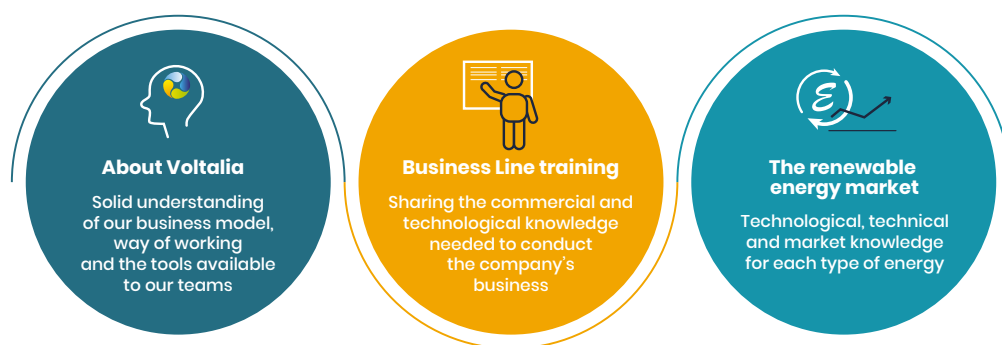 About Voltalia
Solid understanding
of our business model,
way of working
and the tools available
to our teams
Business Line training
Sharing the commercial and
technological knowledge
needed to conduct
the company's
business
ℰ
The renewable
energy market
Technological, technical
and market knowledge
for each type of energy